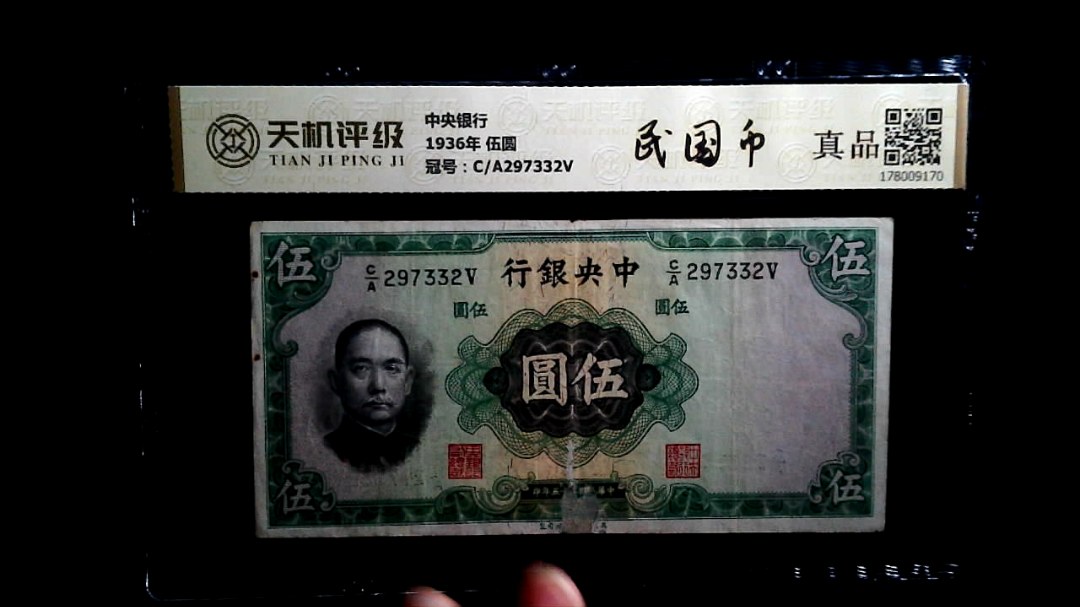 天机评级
TIAN JI PING JI
中央银行
1936年 伍圆
冠号：C/A297332V
民国币
真品
178009170
伍
伍
C/A 297332V
行銀央中
C/A 297332V
圓伍
圓伍
圓伍
伍
伍